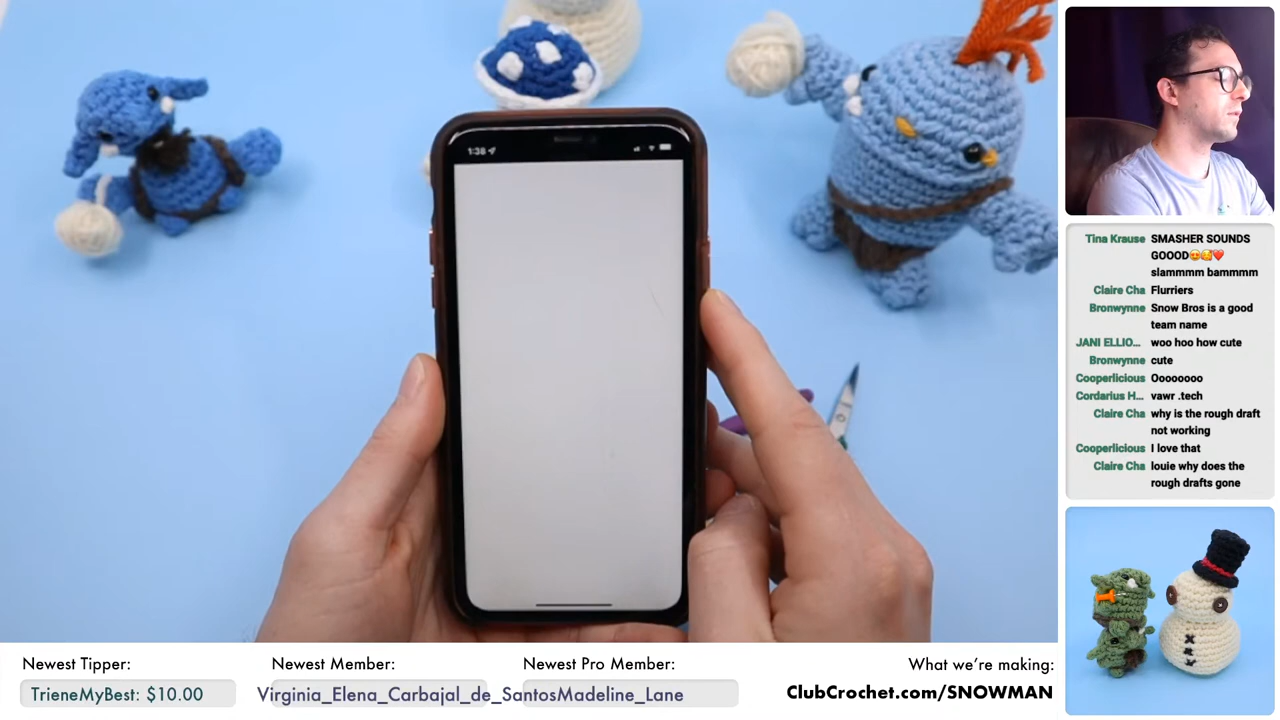 1:38
Tina Krause SMASHER SOUNDS
GOOOD😍🥰❤️
slammmm bammmm
Claire Cha Flurriers
Bronwynne Snow Bros is a good
team name
JANI ELLIO... woo hoo how cute
Bronwynne cute
Cooperlicious Oooooooo
Cordarius H... vawr .tech
Claire Cha why is the rough draft
not working
Cooperlicious I love that
Claire Cha louie why does the
rough drafts gone
Newest Tipper: Newest Member: Newest Pro Member: What we're making:
TrieneMyBest: $10.00 Virginia_Elena_Carbajal_de_SantosMadeline_Lane ClubCrochet.com/SNOWMAN